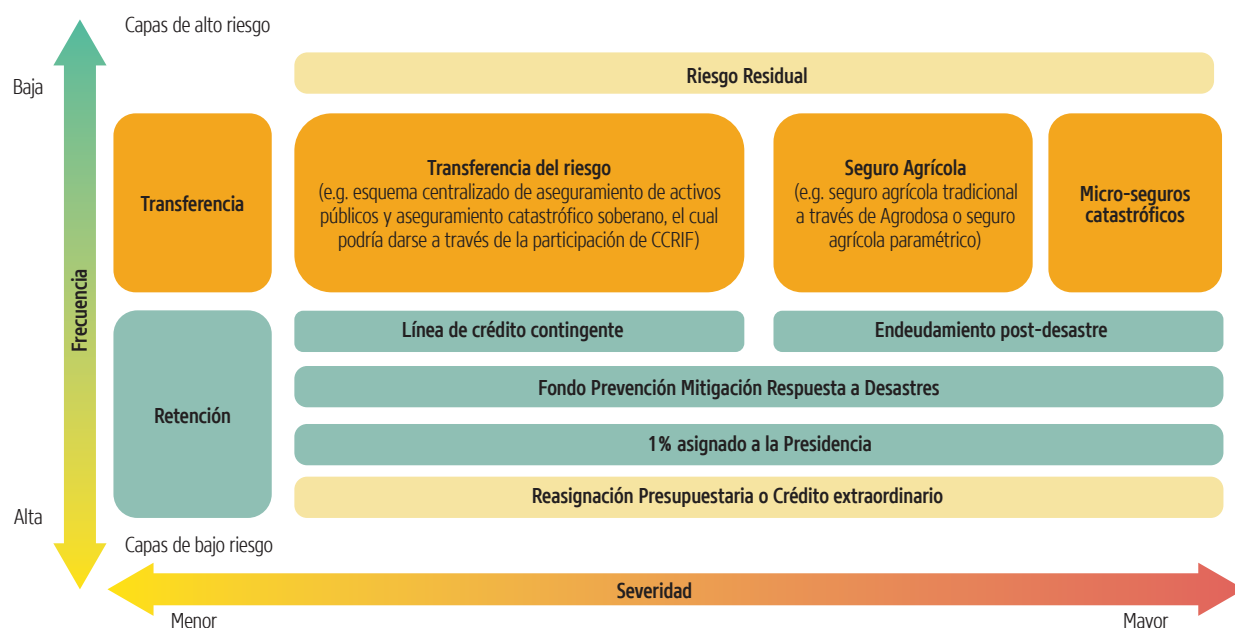 Capas de alto riesgo
Baja
Riesgo Residual
Transferencia
Transferencia del riesgo
(e.g. esquema centralizado de aseguramiento de activos
públicos y aseguramiento catastrófico soberano, el cual
podría darse a través de la participación de CCRIF)
Seguro Agrícola
(e.g. seguro agrícola tradicional
a través de Agrodosa o seguro
agrícola paramétrico)
Micro-seguros
catastróficos
Frecuencia
Retención
Línea de crédito contingente
Endeudamiento post-desastre
Fondo Prevención Mitigación Respuesta a Desastres
1% asignado a la Presidencia
Reasignación Presupuestaria o Crédito extraordinario
Alta
Capas de bajo riesgo
Severidad
Menor
Mayor